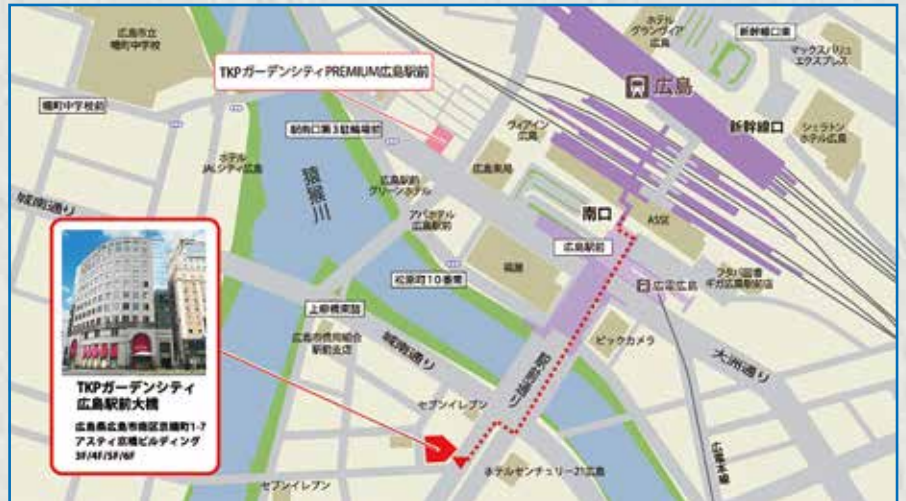 広島市立
幟町中学校
TKPガーデンシティPREMIUM広島駅前
ホテル
グランヴィア
広島
新幹線口東
マックスバリュ
エクスプレス
広島
幟町中学校前
駅南口第3駐輪場前
ヴィアイン
広島
新幹線口
シェラトン
ホテル広島
ホテル
JALシティ広島
猿猴川
広島駅前
グリーンホテル
広島東局
城南通り
アパホテル
広島駅前
南口
ASSE
広島駅前
福屋
松原町10番東
広電広島
フタバ図書
ギガ広島駅前店
上柳橋東詰
広島市信用組合
駅前支店
城南通り
駅前通り
ビックカメラ
大洲通り
TKPガーデンシティ
広島駅前大橋
広島県広島市南区京橋町1-7
アスティ京橋ビルディング
3F/4F/5F/6F
セブンイレブン
広電本線
セブンイレブン
ホテルセンチュリー21広島